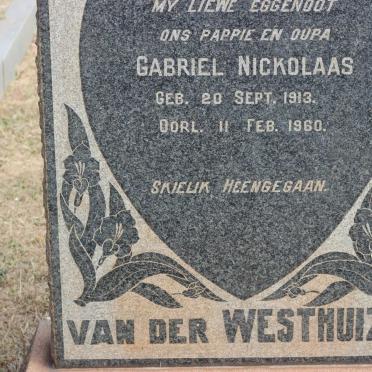 MY LIEWE EGGENOOT
ONS PAPPIE EN OUPA
GABRIEL NICKOLAAS
GEB. 20 SEPT. 1913.
OORL. 11 FEB. 1960.
SKIELIK HEENGEGAAN.
VAN DER WESTHUIZ